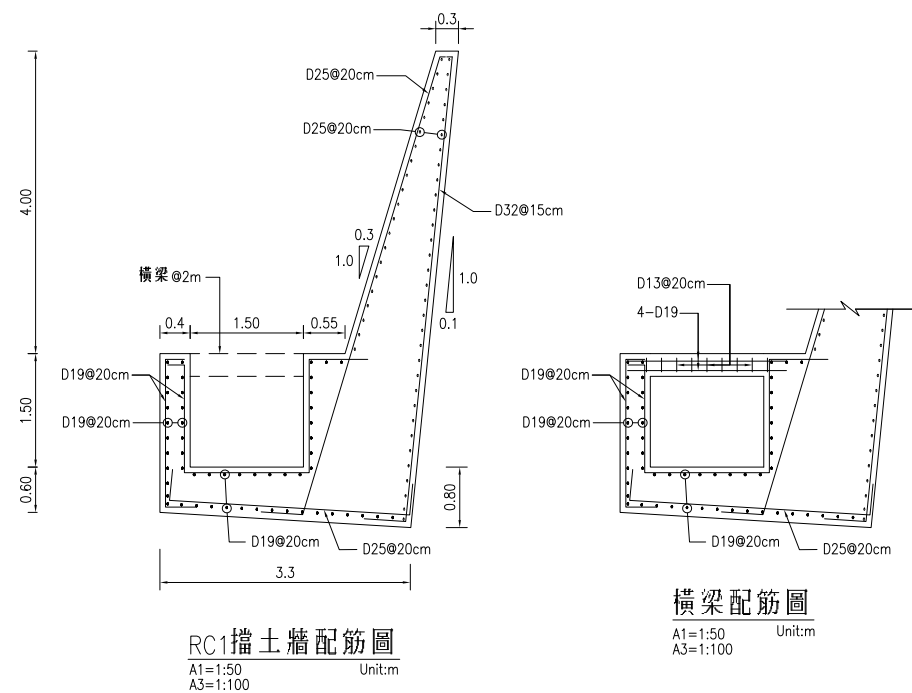 0.3
D25@20cm
D25@20cm
4.00
D32@15cm
0.3
1.0
1.0
0.1
橫梁@2m
0.4
1.50
0.55
D19@20cm
1.50
D19@20cm
0.60
0.80
D19@20cm
D25@20cm
3.3
RC1擋土牆配筋圖
A1=1:50
Unit:m
A3=1:100
D13@20cm
4-D19
D19@20cm
D19@20cm
D19@20cm
D25@20cm
橫梁配筋圖
A1=1:50
Unit:m
A3=1:100